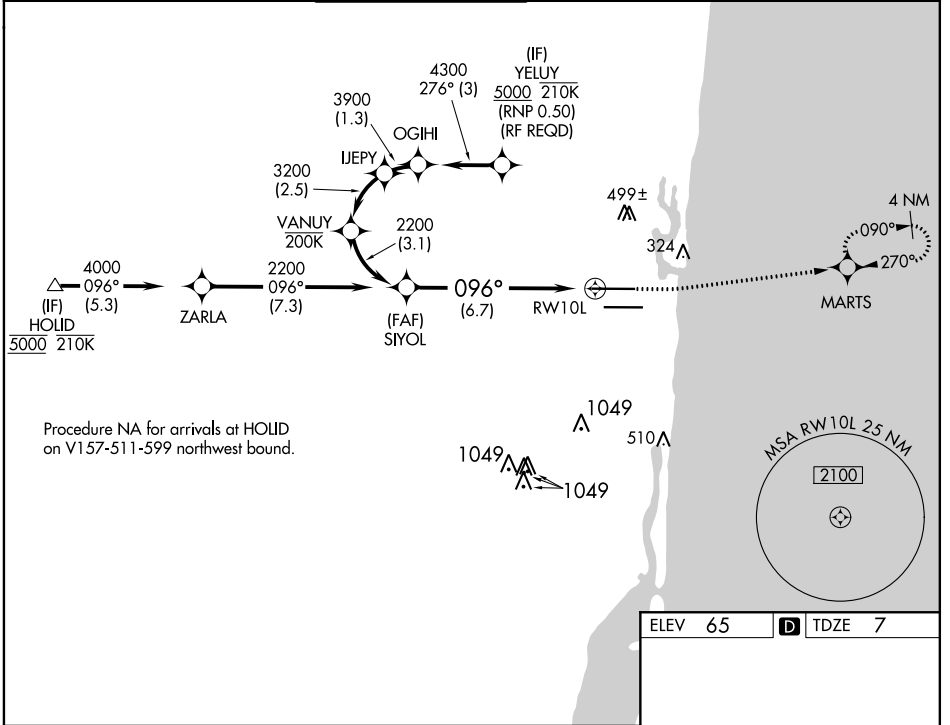 (IF)
YELUY
5000 210K
(RNP 0.50)
(RF REQD)
4300
276° (3)
3900
(1.3)
OGIHI
IJEPY
3200
(2.5)
VANUY
200K
2200
(3.1)
499±
324
4 NM
090°
270°
MARTS
4000
096°
(5.3)
2200
096°
(7.3)
096°
(6.7)
RW10L
(IF)
HOLID
5000 210K
ZARLA
(FAF)
SIYOL
Procedure NA for arrivals at HOLID
on V157-511-599 northwest bound.
1049
510
1049
1049
MSA RW10L 25 NM
2100
ELEV 65 D TDZE 7